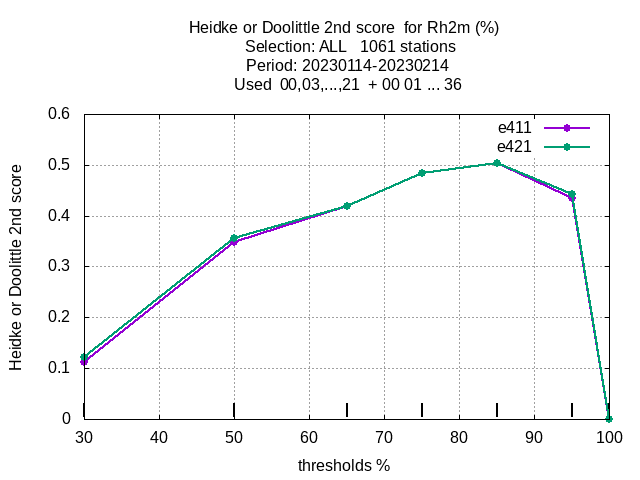 Heidke or Doolittle 2nd score  for Rh2m (%)
Selection: ALL   1061 stations
Period: 20230114-20230214
Used  00,03,...,21  + 00 01 ... 36
e411
e421
0.6
0.5
0.4
0.3
0.2
0.1
0
Heidke or Doolittle 2nd score
30 40 50 60 70 80 90 100
thresholds %